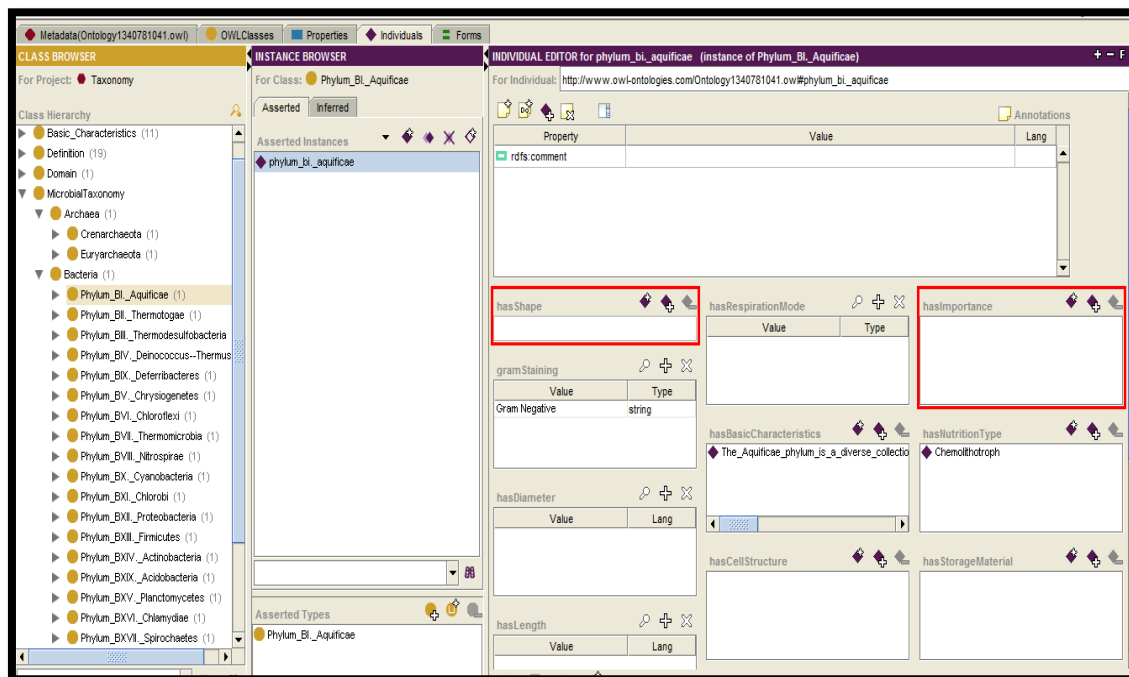 Metadata(Ontology1340781041.owl) OWLClasses Properties Individuals Forms
CLASS BROWSER
For Project: Taxonomy
Class Hierarchy
Basic_Characteristics (11)
Definition (19)
Domain (1)
MicrobialTaxonomy
Archaea (1)
Crenarchaeota (1)
Euryarchaeota (1)
Bacteria (1)
Phylum_BI._Aquificae (1)
Phylum_BII._Thermotogae (1)
Phylum_BIII._Thermodesulfobacteria
Phylum_BIV._Deinococcus--Thermus
Phylum_BIX._Deferribacteres (1)
Phylum_BV._Chrysiogenetes (1)
Phylum_BVI._Chloroflexi (1)
Phylum_BVII._Thermomicrobia (1)
Phylum_BVIII._Nitrospirae (1)
Phylum_BX._Cyanobacteria (1)
Phylum_BXI._Chlorobi (1)
Phylum_BXII._Proteobacteria (1)
Phylum_BXIII._Firmicutes (1)
Phylum_BXIV._Actinobacteria (1)
Phylum_BXIX._Acidobacteria (1)
Phylum_BXV._Planctomycetes (1)
Phylum_BXVI._Chlamydiae (1)
Phylum_BXVII._Spirochaetes (1)
INSTANCE BROWSER
For Class: Phylum_BI._Aquificae
Asserted Inferred
Asserted Instances
phylum_bi._aquificae
Asserted Types
Phylum_BI._Aquificae
INDIVIDUAL EDITOR for phylum_bi._aquificae (instance of Phylum_BI._Aquificae) + - F
For Individual: http://www.owl-ontologies.com/Ontology1340781041.owl#phylum_bi._aquificae
Annotations
Property Value Lang
rdfs:comment
hasShape
gramStaining
Value Type
Gram Negative string
hasDiameter
Value Lang
hasLength
Value Lang
hasRespirationMode
Value Type
hasBasicCharacteristics
The_Aquificae_phylum_is_a_diverse_collectio
hasCellStructure
hasImportance
hasNutritionType
Chemolithotroph
hasStorageMaterial